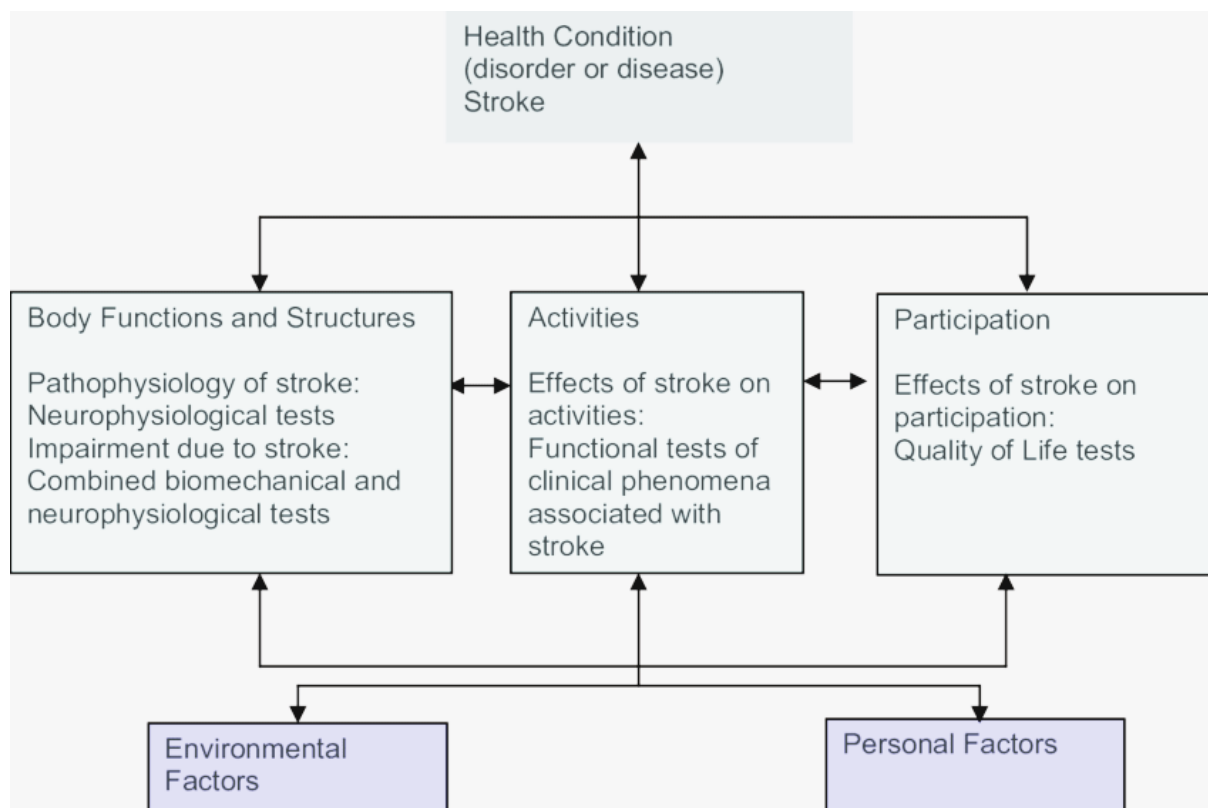 Health Condition
(disorder or disease)
Stroke
Body Functions and Structures
Pathophysiology of stroke:
Neurophysiological tests
Impairment due to stroke:
Combined biomechanical and
neurophysiological tests
Activities
Effects of stroke on
activities:
Functional tests of
clinical phenomena
associated with
stroke
Participation
Effects of stroke on
participation:
Quality of Life tests
Environmental
Factors
Personal Factors